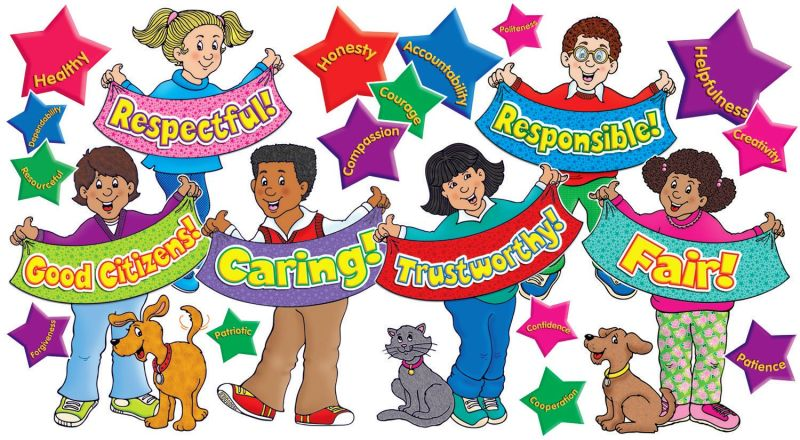 Healthy
Respectful!
Honesty
Accountability
Politeness
Responsible!
Helpfulness
Dependability
Courage
Creativity
Compassion
Resourceful
Good Citizens!
Caring!
Trustworthy!
Fair!
Forgiveness
Patriotic
Confidence
Patience
Cooperation